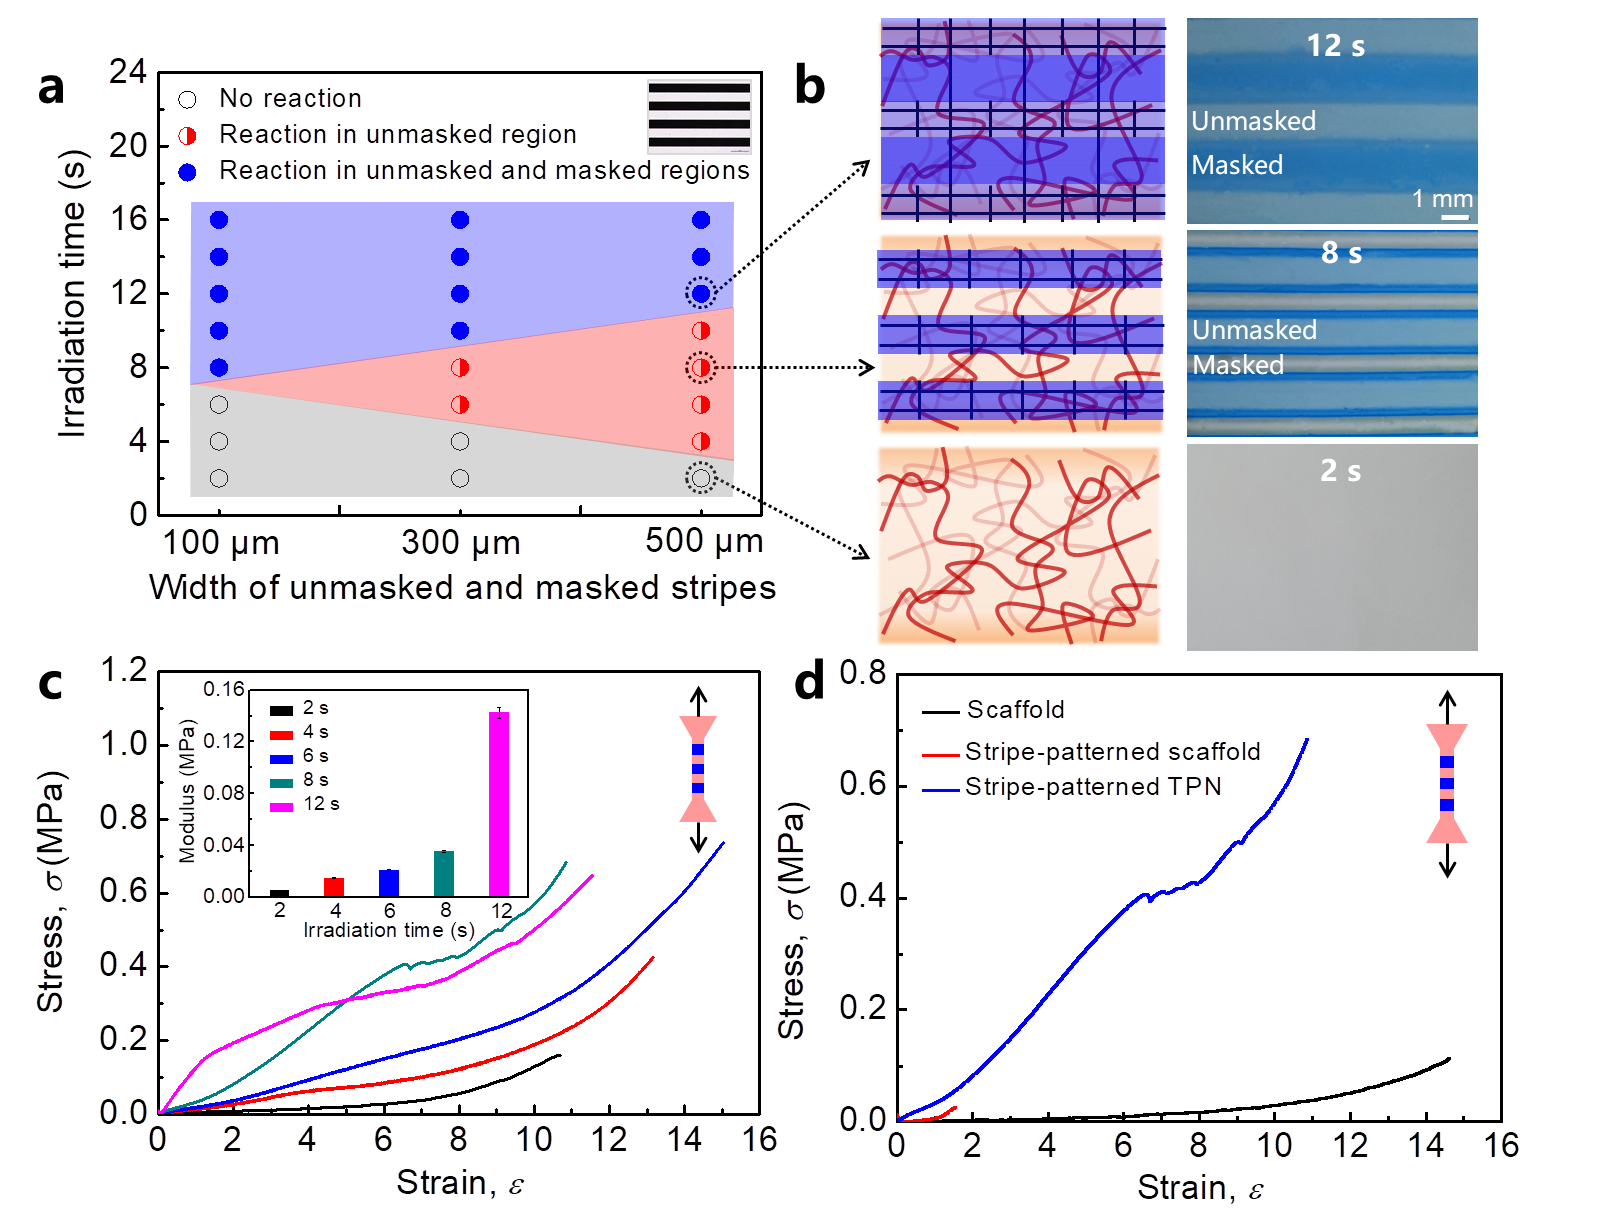 a
24
20
16
12
8
4
0
Irradiation time (s)
No reaction
Reaction in unmasked region
Reaction in unmasked and masked regions
100 μm
300 μm
500 μm
Width of unmasked and masked stripes
b
12 s
Unmasked
Masked
1 mm
8 s
Unmasked
Masked
2 s
c
1.2
1.0
0.8
0.6
0.4
0.2
0.0
Stress, σ (MPa)
0 2 4 6 8 10 12 14 16
Strain, ε
0.16
0.12
0.08
0.04
0.00
Modulus (MPa)
2 s
4 s
6 s
8 s
12 s
2 4 6 8 12
Irradiation time (s)
d
0.8
0.6
0.4
0.2
0.0
Stress, σ (MPa)
Scaffold
Stripe-patterned scaffold
Stripe-patterned TPN
0 2 4 6 8 10 12 14 16
Strain, ε